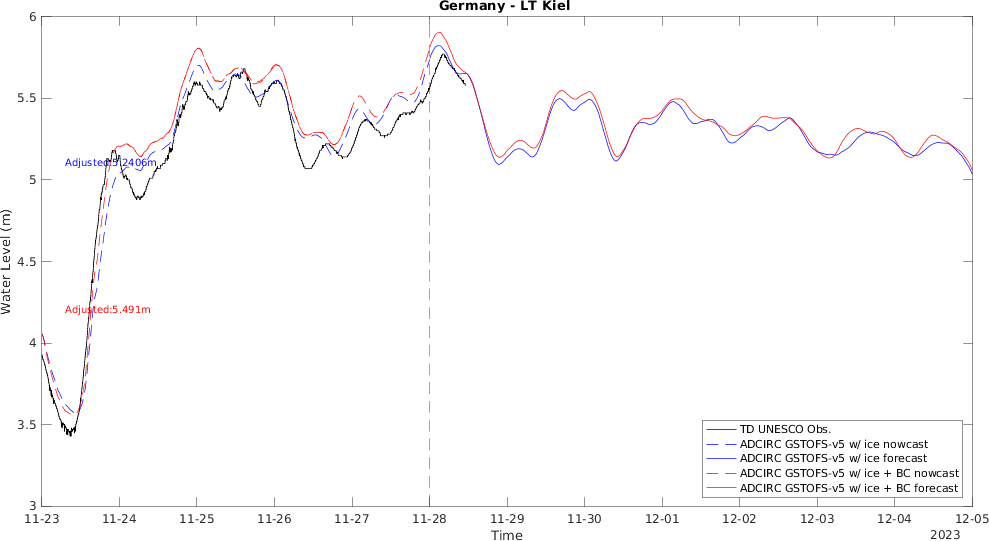 Germany - LT Kiel
6
5.5
5
4.5
4
3.5
3
Water Level (m)
Adjusted:5.2406m
Adjusted:5.491m
TD UNESCO Obs.
ADCIRC GSTOFS-v5 w/ ice nowcast
ADCIRC GSTOFS-v5 w/ ice forecast
ADCIRC GSTOFS-v5 w/ ice + BC nowcast
ADCIRC GSTOFS-v5 w/ ice + BC forecast
11-23 11-24 11-25 11-26 11-27 11-28 11-29 11-30 12-01 12-02 12-03 12-04 12-05
Time
2023